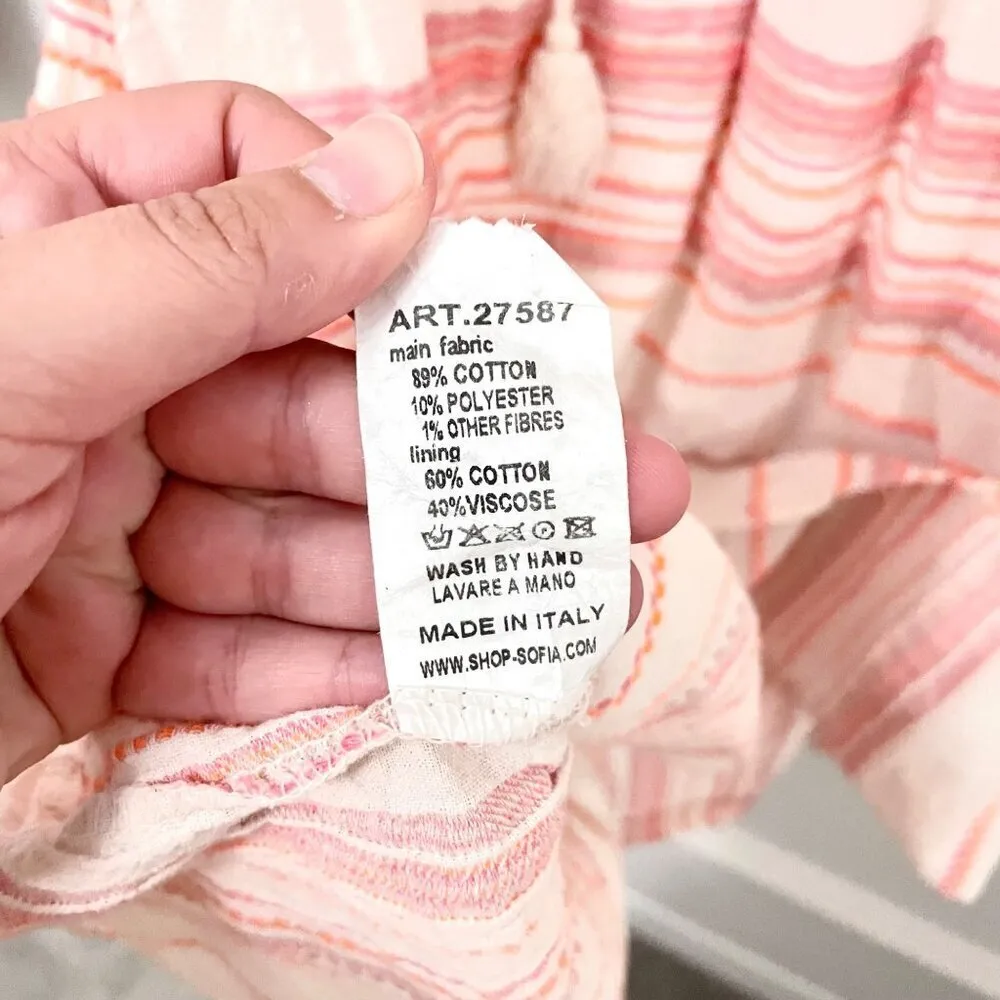 ART.27587
main fabric
89% COTTON
10% POLYESTER
1% OTHER FIBRES
lining
60% COTTON
40%VISCOSE
WASH BY HAND
LAVARE A MANO
MADE IN ITALY
WWW.SHOP-SOFIA.COM